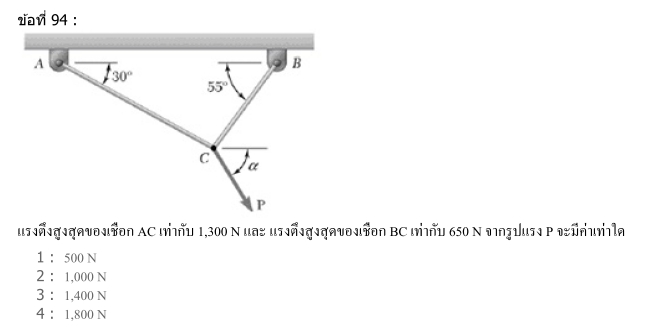 ข้อที่ 94 :
A
30°
55°
B
C
α
P
แรงดึงสูงสุดของเชือก AC เท่ากับ 1,300 N และ แรงดึงสูงสุดของเชือก BC เท่ากับ 650 N จากรูปแรง P จะมีค่าเท่าใด
1 : 500 N
2 : 1,000 N
3 : 1,400 N
4 : 1,800 N